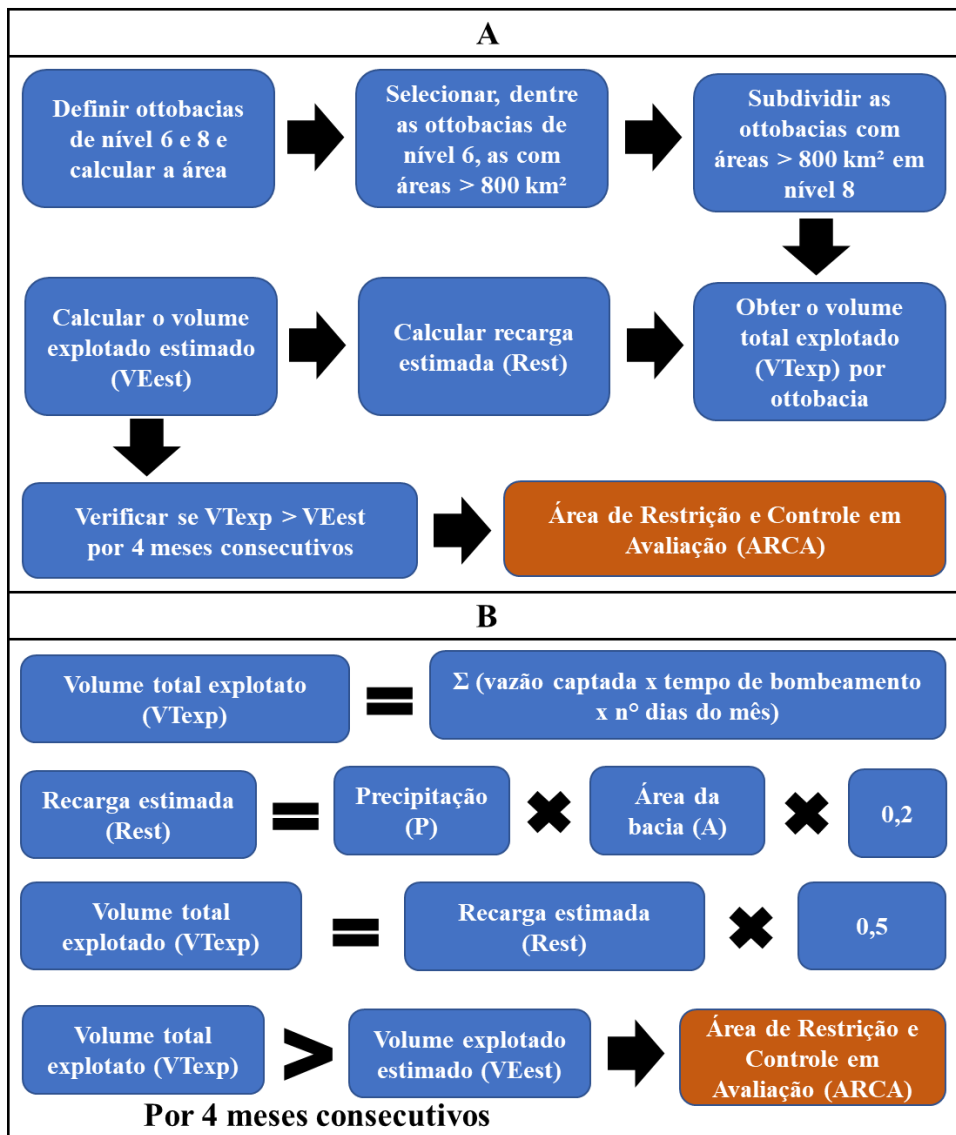 A
Definir ottobacias
de nível 6 e 8 e
calcular a área
Selecionar, dentre
as ottobacias de
nível 6, as com
áreas > 800 km²
Subdividir as
ottobacias com
áreas > 800 km² em
nível 8
Calcular o volume
explotado estimado
(VEest)
Calcular recarga
estimada (Rest)
Obter o volume
total explotado
(VTexp) por
ottobacia
Verificar se VTexp > VEest
por 4 meses consecutivos
Área de Restrição e Controle em
Avaliação (ARCA)
B
Volume total explotato
(VTexp)
=
Σ (vazão captada x tempo de bombeamento
x n° dias do mês)
Recarga estimada
(Rest)
=
Precipitação
(P)
×
Área da
bacia (A)
×
0,2
Volume total
explotado (VTexp)
=
Recarga estimada
(Rest)
×
0,5
Volume total
explotato (VTexp)
>
Volume explotado
estimado (VEest)
Área de Restrição e
Controle em
Avaliação (ARCA)
Por 4 meses consecutivos